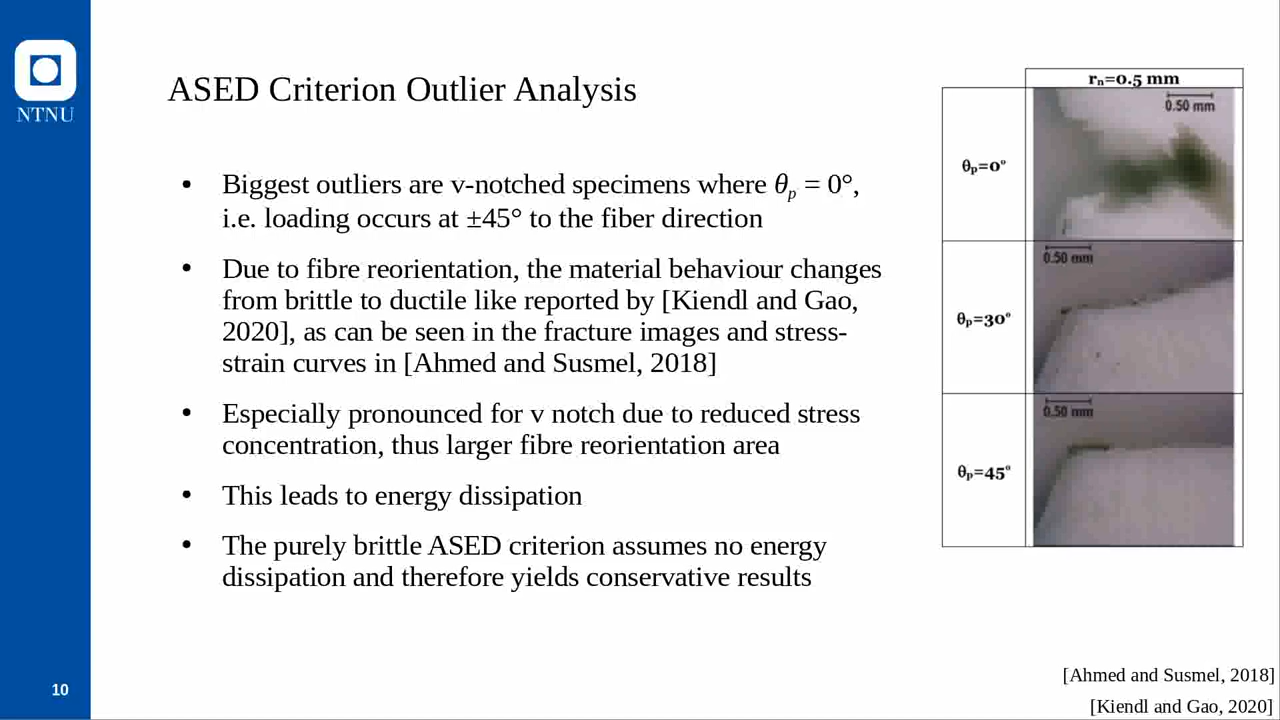 NTNU
ASED Criterion Outlier Analysis
• Biggest outliers are v-notched specimens where θp = 0°,
i.e. loading occurs at ±45° to the fiber direction
• Due to fibre reorientation, the material behaviour changes
from brittle to ductile like reported by [Kiendl and Gao,
2020], as can be seen in the fracture images and stress-
strain curves in [Ahmed and Susmel, 2018]
• Especially pronounced for v notch due to reduced stress
concentration, thus larger fibre reorientation area
• This leads to energy dissipation
• The purely brittle ASED criterion assumes no energy
dissipation and therefore yields conservative results
rn=0.5 mm
0.50 mm
θp=0°
0.50 mm
θp=30°
0.50 mm
θp=45°
[Ahmed and Susmel, 2018]
[Kiendl and Gao, 2020]
10